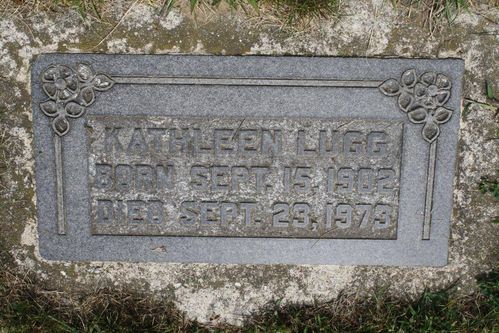 KATHLEEN LUGG
BORN SEPT. 15, 1902
DIED SEPT. 23, 1973